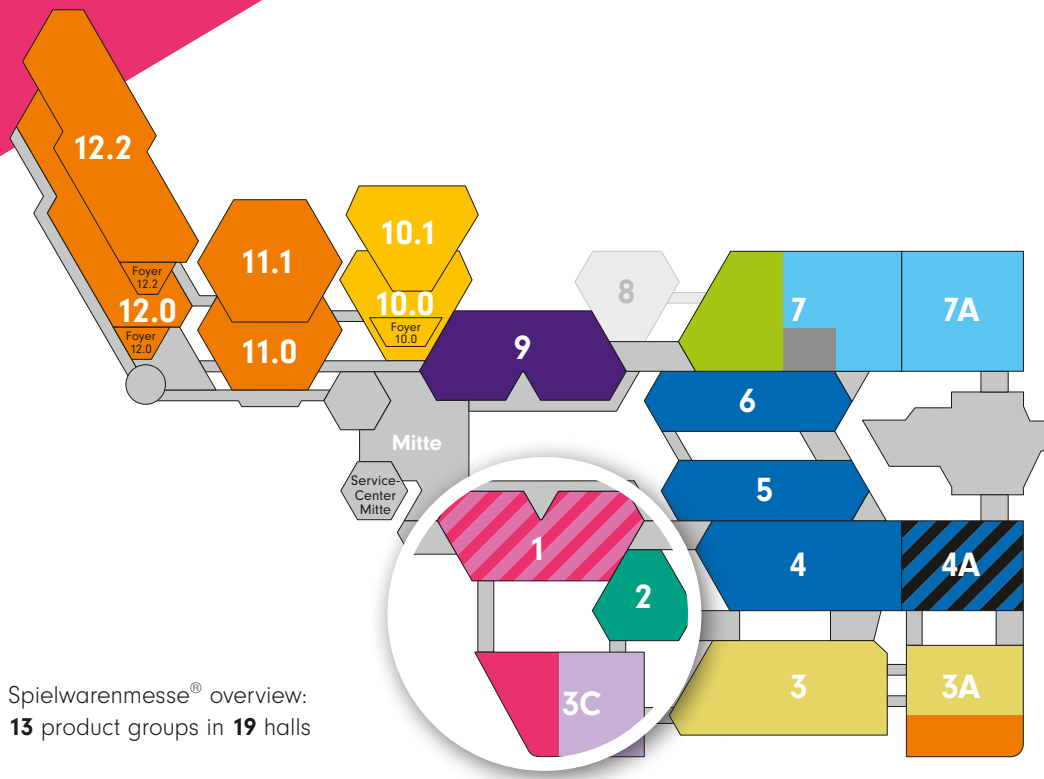 12.2
10.1
11.1
Foyer
12.2
8
12.0
10.0
7
7A
Foyer
10.0
Foyer
12.0
11.0
9
6
Mitte
Service-
Center
Mitte
5
1
4
4A
2
3C
3
3A
Spielwarenmesse® overview:
13 product groups in 19 halls